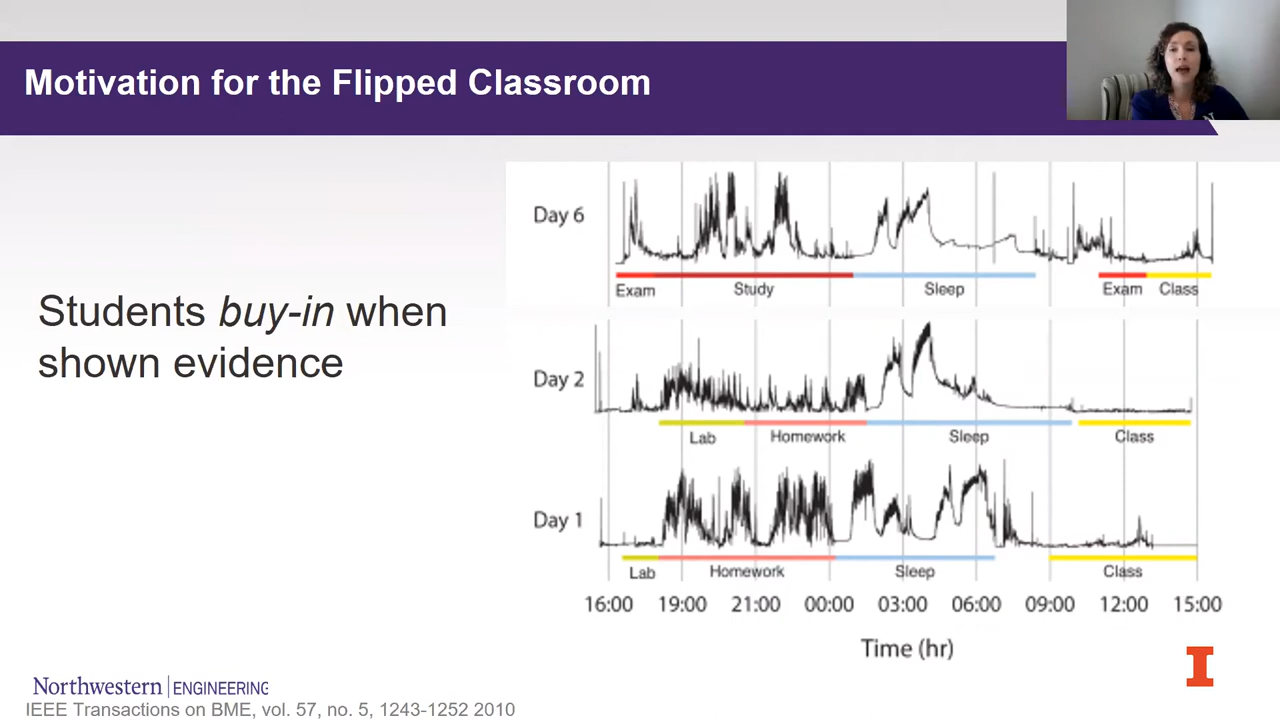 Motivation for the Flipped Classroom
Students buy-in when
shown evidence
Day 6
Exam Study Sleep Exam Class
Day 2
Lab Homework Sleep Class
Day 1
Lab Homework Sleep Class
16:00 19:00 21:00 00:00 03:00 06:00 09:00 12:00 15:00
Time (hr)
Northwestern | ENGINEERING
IEEE Transactions on BME, vol. 57, no. 5, 1243-1252 2010
I
N